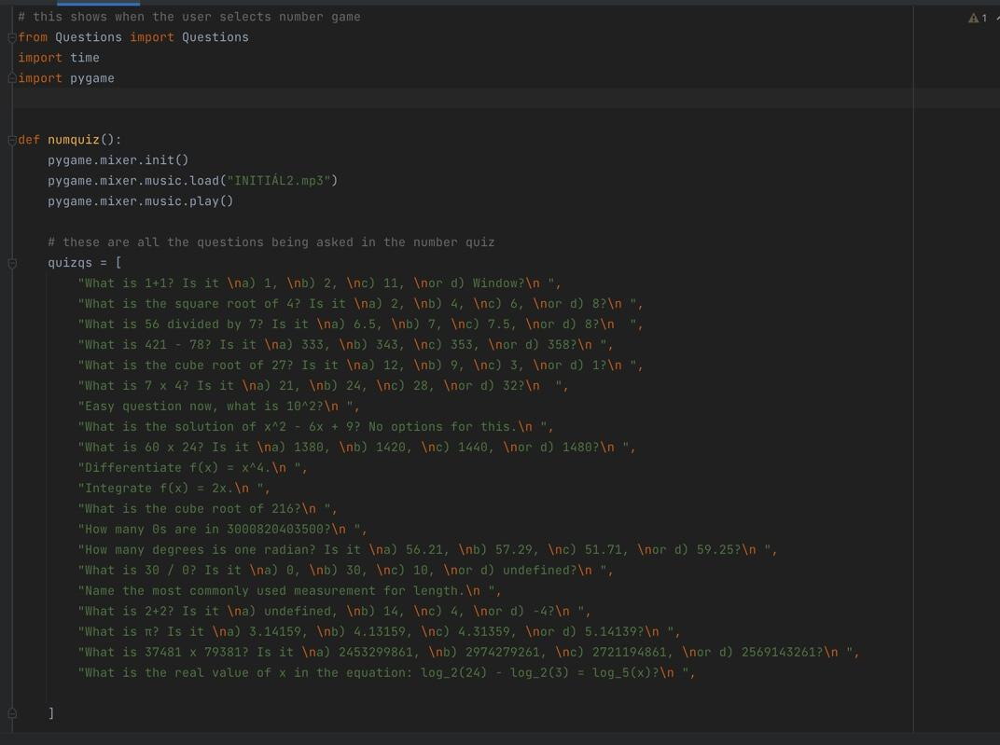 # this shows when the user selects number game
1
from Questions import Questions
import time
import pygame
def numquiz():
pygame.mixer.init()
pygame.mixer.music.load("INITIÁL2.mp3")
pygame.mixer.music.play()
# these are all the questions being asked in the number quiz
quizqs = [
"What is 1+1? Is it \na) 1, \nb) 2, \nc) 11, \nor d) Window?\n ",
"What is the square root of 4? Is it \na) 2, \nb) 4, \nc) 6, \nor d) 8?\n ",
"What is 56 divided by 7? Is it \na) 6.5, \nb) 7, \nc) 7.5, \nor d) 8?\n  ",
"What is 421 - 78? Is it \na) 333, \nb) 343, \nc) 353, \nor d) 358?\n ",
"What is the cube root of 27? Is it \na) 12, \nb) 9, \nc) 3, \nor d) 1?\n ",
"What is 7 x 4? Is it \na) 21, \nb) 24, \nc) 28, \nor d) 32?\n  ",
"Easy question now, what is 10^2?\n ",
"What is the solution of x^2 - 6x + 9? No options for this.\n ",
"What is 60 x 24? Is it \na) 1380, \nb) 1420, \nc) 1440, \nor d) 1480?\n ",
"Differentiate f(x) = x^4.\n ",
"Integrate f(x) = 2x.\n ",
"What is the cube root of 216?\n ",
"How many 0s are in 3000820403500?\n ",
"How many degrees is one radian? Is it \na) 56.21, \nb) 57.29, \nc) 51.71, \nor d) 59.25?\n ",
"What is 30 / 0? Is it \na) 0, \nb) 30, \nc) 10, \nor d) undefined?\n ",
"Name the most commonly used measurement for length.\n ",
"What is 2+2? Is it \na) undefined, \nb) 14, \nc) 4, \nor d) -4?\n ",
"What is π? Is it \na) 3.14159, \nb) 4.13159, \nc) 4.31359, \nor d) 5.14139?\n ",
"What is 37481 x 79381? Is it \na) 2453299861, \nb) 2974279261, \nc) 2721194861, \nor d) 2569143261?\n ",
"What is the real value of x in the equation: log_2(24) - log_2(3) = log_5(x)?\n ",
]